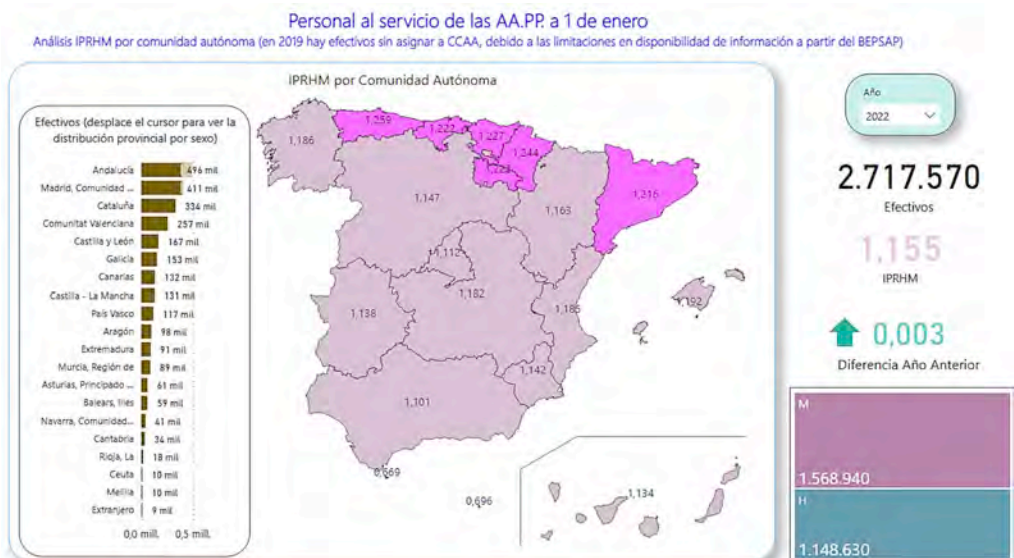 Personal al servicio de las AA.PP. a 1 de enero
Análisis IPRHM por comunidad autónoma (en 2019 hay efectivos sin asignar a CCAA, debido a las limitaciones en disponibilidad de información a partir del BEPSAP)
IPRHM por Comunidad Autónoma
Efectivos (desplace el cursor para ver la
distribución provincial por sexo)
Andalucía 496 mil
Madrid, Comunidad ... 411 mil
Cataluña 334 mil
Comunitat Valenciana 257 mil
Castilla y León 167 mil
Galicia 153 mil
Canarias 132 mil
Castilla - La Mancha 131 mil
País Vasco 117 mil
Aragón 98 mil
Extremadura 91 mil
Murcia, Región de 89 mil
Asturias, Principado ... 61 mil
Balears, Illes 59 mil
Navarra, Comunidad... 41 mil
Cantabria 34 mil
Rioja, La 18 mil
Ceuta 10 mil
Melilla 10 mil
Extranjero 9 mil
0,0 mill. 0,5 mill.
1,259
1,222
1,227
1,186
1,244
1,216
1,147
1,163
1,112
1,182
1,192
1,138
1,185
1,142
1,101
0,669
0,696
1,134
Año
2022
2.717.570
Efectivos
1,155
IPRHM
0,003
Diferencia Año Anterior
M
1.568.940
H
1.148.630